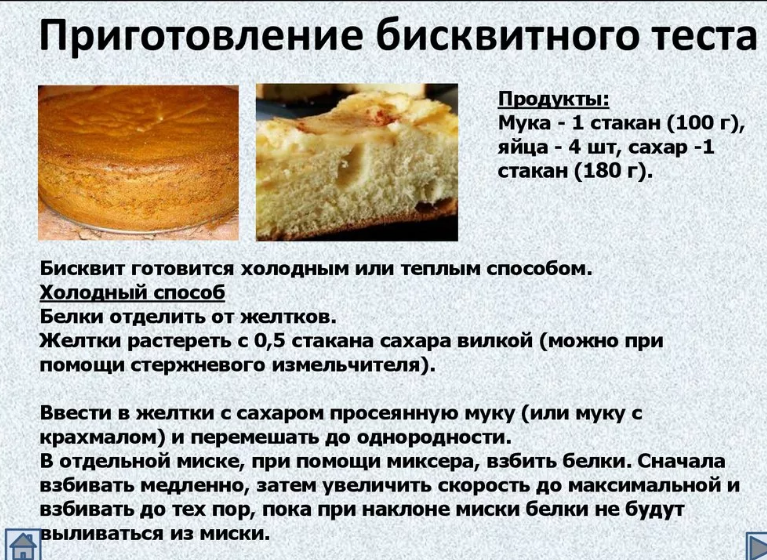 Приготовление бисквитного теста
Продукты:
Мука - 1 стакан (100 г),
яйца - 4 шт, сахар -1
стакан (180 г).
Бисквит готовится холодным или теплым способом.
Холодный способ
Белки отделить от желтков.
Желтки растереть с 0,5 стакана сахара вилкой (можно при
помощи стержневого измельчителя).
Ввести в желтки с сахаром просеянную муку (или муку с
крахмалом) и перемешать до однородности.
В отдельной миске, при помощи миксера, взбить белки. Сначала
взбивать медленно, затем увеличить скорость до максимальной и
взбивать до тех пор, пока при наклоне миски белки не будут
выливаться из миски.